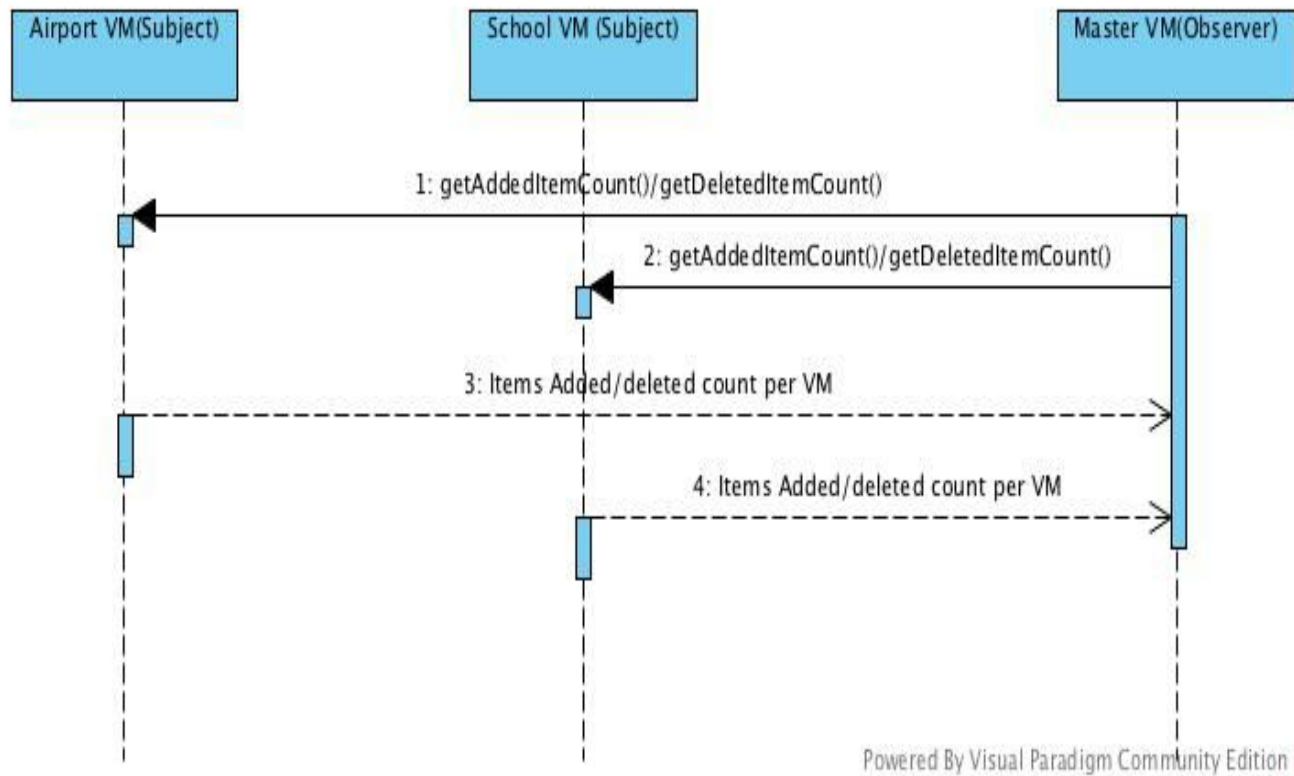 Airport VM(Subject)
School VM (Subject)
Master VM(Observer)
1: getAddedItemCount()/getDeletedItemCount()
2: getAddedItemCount()/getDeletedItemCount()
3: Items Added/deleted count per VM
4: Items Added/deleted count per VM
Powered By Visual Paradigm Community Edition